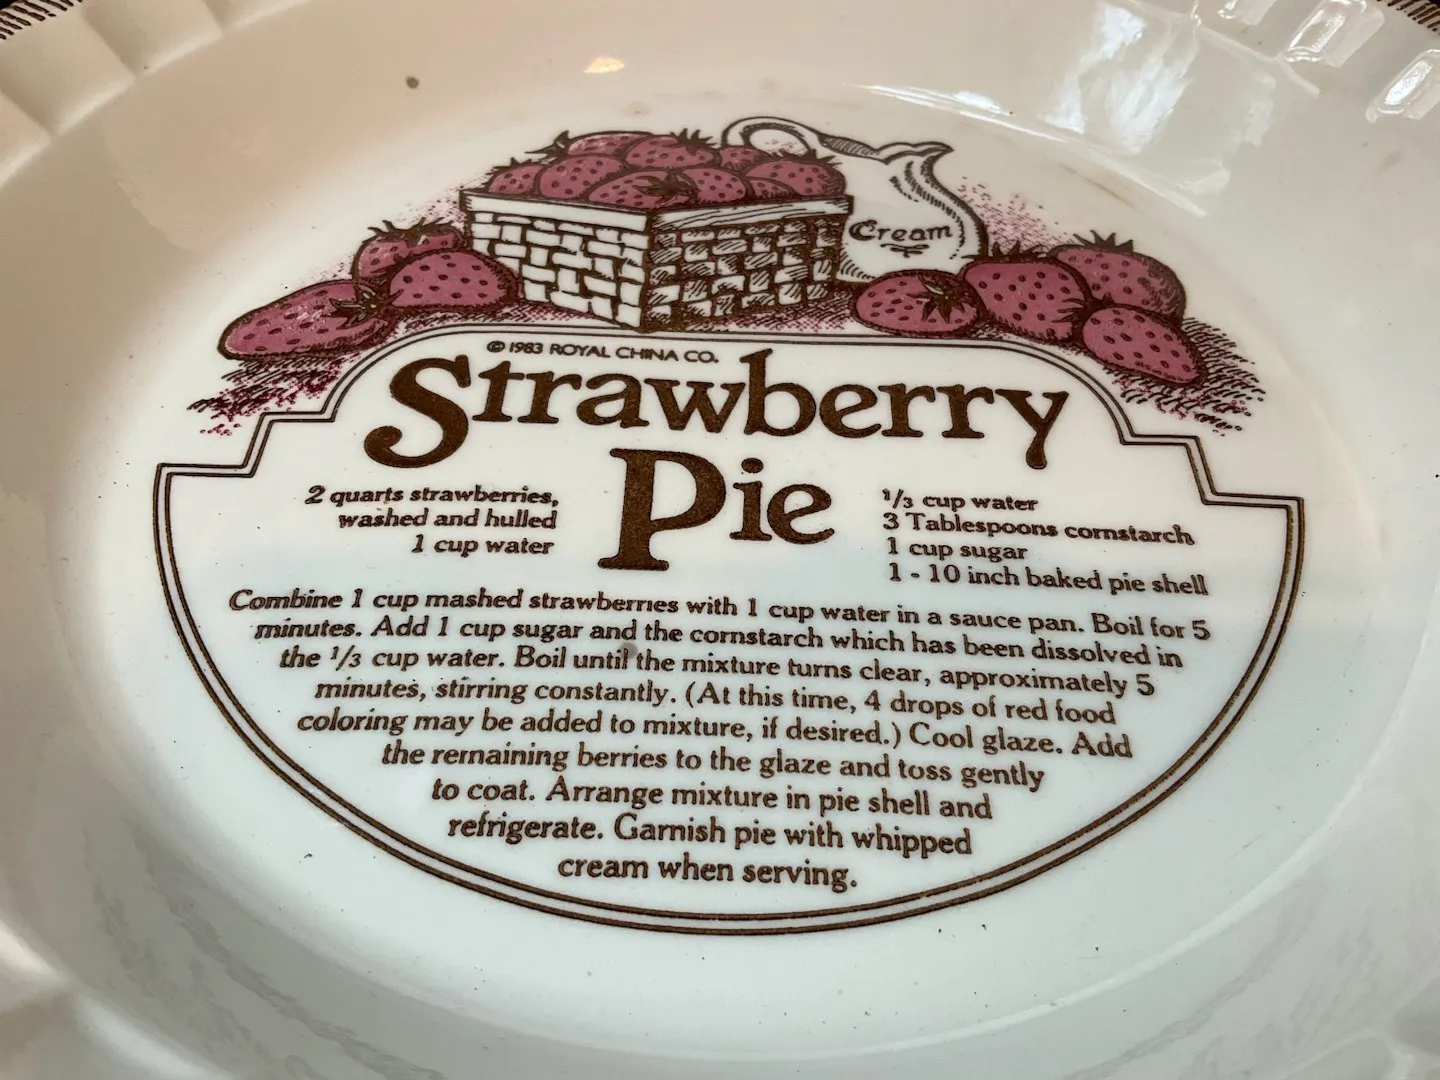 Cream
© 1983 ROYAL CHINA CO.
Strawberry
Pie
2 quarts strawberries,
washed and hulled
1 cup water
1/3 cup water
3 Tablespoons cornstarch
1 cup sugar
1 - 10 inch baked pie shell
Combine 1 cup mashed strawberries with 1 cup water in a sauce pan. Boil for 5
minutes. Add 1 cup sugar and the cornstarch which has been dissolved in
the 1/3 cup water. Boil until the mixture turns clear, approximately 5
minutes, stirring constantly. (At this time, 4 drops of red food
coloring may be added to mixture, if desired.) Cool glaze. Add
the remaining berries to the glaze and toss gently
to coat. Arrange mixture in pie shell and
refrigerate. Garnish pie with whipped
cream when serving.